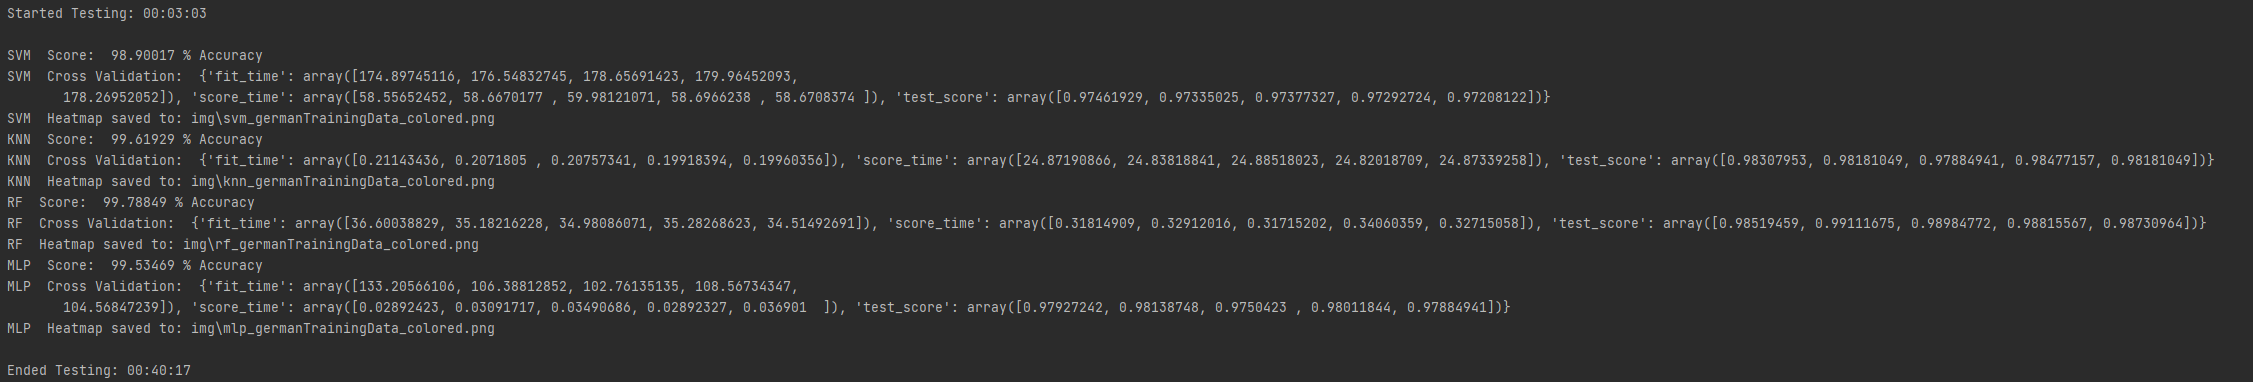 Started Testing: 00:03:03
SVM  Score:  98.90017 % Accuracy
SVM  Cross Validation:  {'fit_time': array([174.89745116, 176.54832745, 178.65691423, 179.96452093,
       178.26952052]), 'score_time': array([58.55652452, 58.6670177 , 59.98121071, 58.6966238 , 58.6708374 ]), 'test_score': array([0.97461929, 0.97335025, 0.97377327, 0.97292724, 0.97208122])}
SVM  Heatmap saved to: img\svm_germanTrainingData_colored.png
KNN  Score:  99.61929 % Accuracy
KNN  Cross Validation:  {'fit_time': array([0.21143436, 0.2071805 , 0.20757341, 0.19918394, 0.19960356]), 'score_time': array([24.87190866, 24.83818841, 24.88518023, 24.82018709, 24.87339258]), 'test_score': array([0.98307953, 0.98181049, 0.97884941, 0.98477157, 0.98181049])}
KNN  Heatmap saved to: img\knn_germanTrainingData_colored.png
RF  Score:  99.78849 % Accuracy
RF  Cross Validation:  {'fit_time': array([36.60038829, 35.18216228, 34.98086071, 35.28268623, 34.51492691]), 'score_time': array([0.31814909, 0.32912016, 0.31715202, 0.34060359, 0.32715058]), 'test_score': array([0.98519459, 0.99111675, 0.98984772, 0.98815567, 0.98730964])}
RF  Heatmap saved to: img\rf_germanTrainingData_colored.png
MLP  Score:  99.53469 % Accuracy
MLP  Cross Validation:  {'fit_time': array([133.20566106, 106.38812852, 102.76135135, 108.56734347,
       104.56847239]), 'score_time': array([0.02892423, 0.03091717, 0.03490686, 0.02892327, 0.036901  ]), 'test_score': array([0.97927242, 0.98138748, 0.9750423 , 0.98011844, 0.97884941])}
MLP  Heatmap saved to: img\mlp_germanTrainingData_colored.png
Ended Testing: 00:40:17